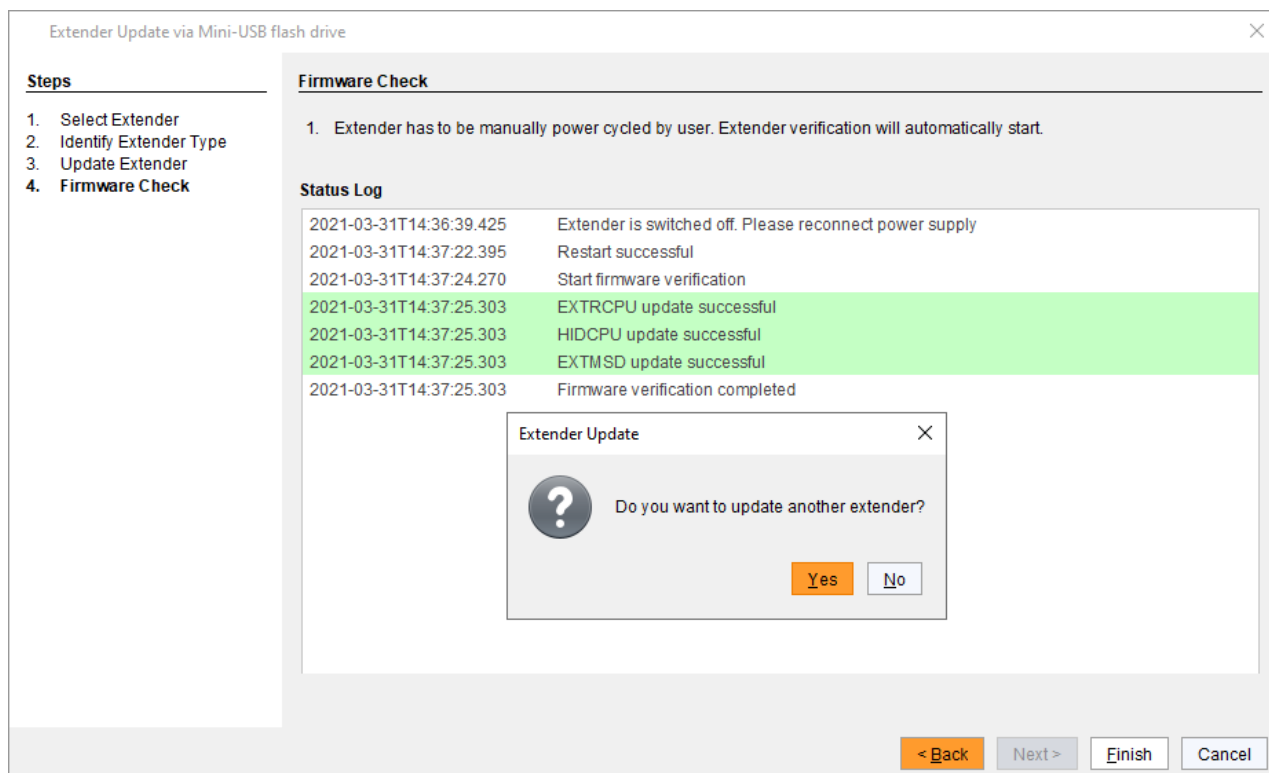 Extender Update via Mini-USB flash drive
Steps
1. Select Extender
2. Identify Extender Type
3. Update Extender
4. Firmware Check
Firmware Check
1. Extender has to be manually power cycled by user. Extender verification will automatically start.
Status Log
2021-03-31T14:36:39.425 Extender is switched off. Please reconnect power supply
2021-03-31T14:37:22.395 Restart successful
2021-03-31T14:37:24.270 Start firmware verification
2021-03-31T14:37:25.303 EXTRCPU update successful
2021-03-31T14:37:25.303 HIDCPU update successful
2021-03-31T14:37:25.303 EXTMSD update successful
2021-03-31T14:37:25.303 Firmware verification completed
Extender Update
Do you want to update another extender?
Yes No
< Back Next > Finish Cancel